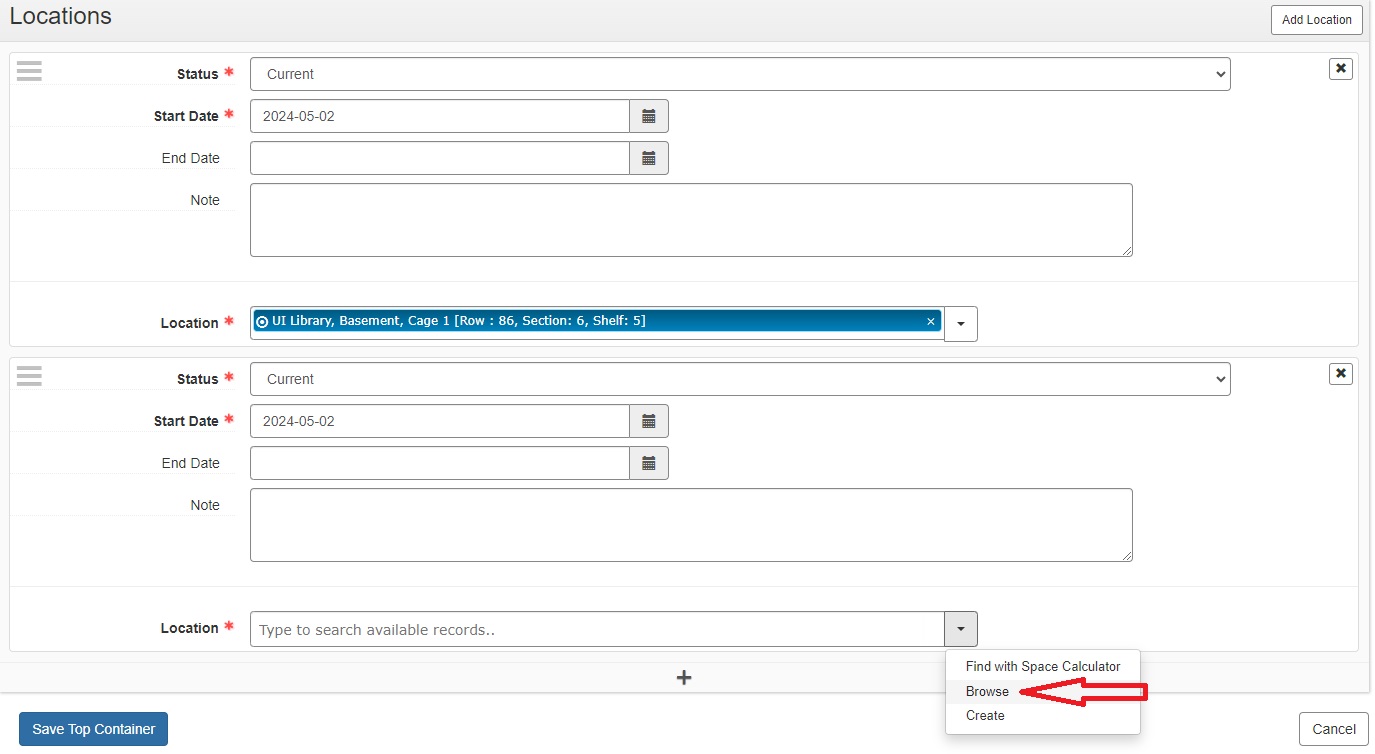 Locations
Add Location
Status *
Current
Start Date *
2024-05-02
End Date
Note
Location *
UI Library, Basement, Cage 1 [Row : 86, Section: 6, Shelf: 5] ×
Status *
Current
Start Date *
2024-05-02
End Date
Note
Location *
Type to search available records..
Find with Space Calculator
Browse
Create
Save Top Container
Cancel